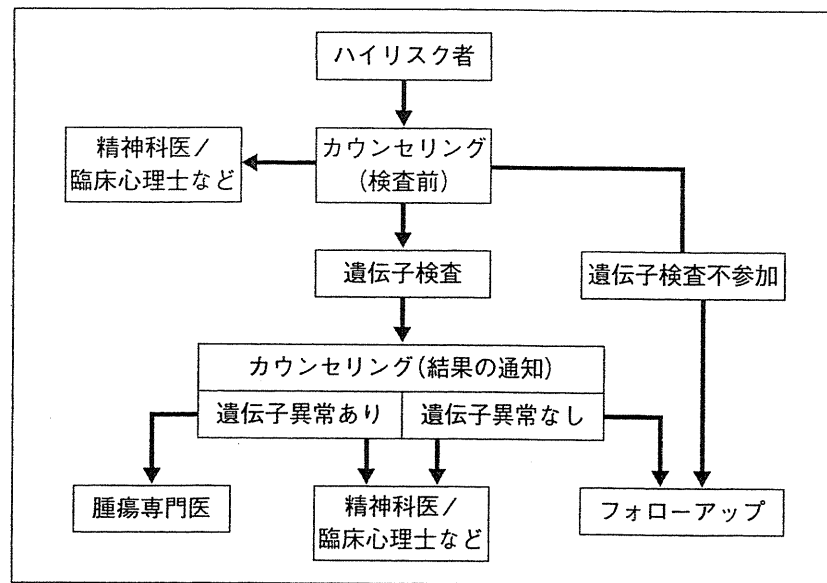 ハイリスク者
精神科医/
臨床心理士など
カウンセリング
(検査前)
遺伝子検査
遺伝子検査不参加
カウンセリング(結果の通知)
遺伝子異常あり
遺伝子異常なし
腫瘍専門医
精神科医/
臨床心理士など
フォローアップ